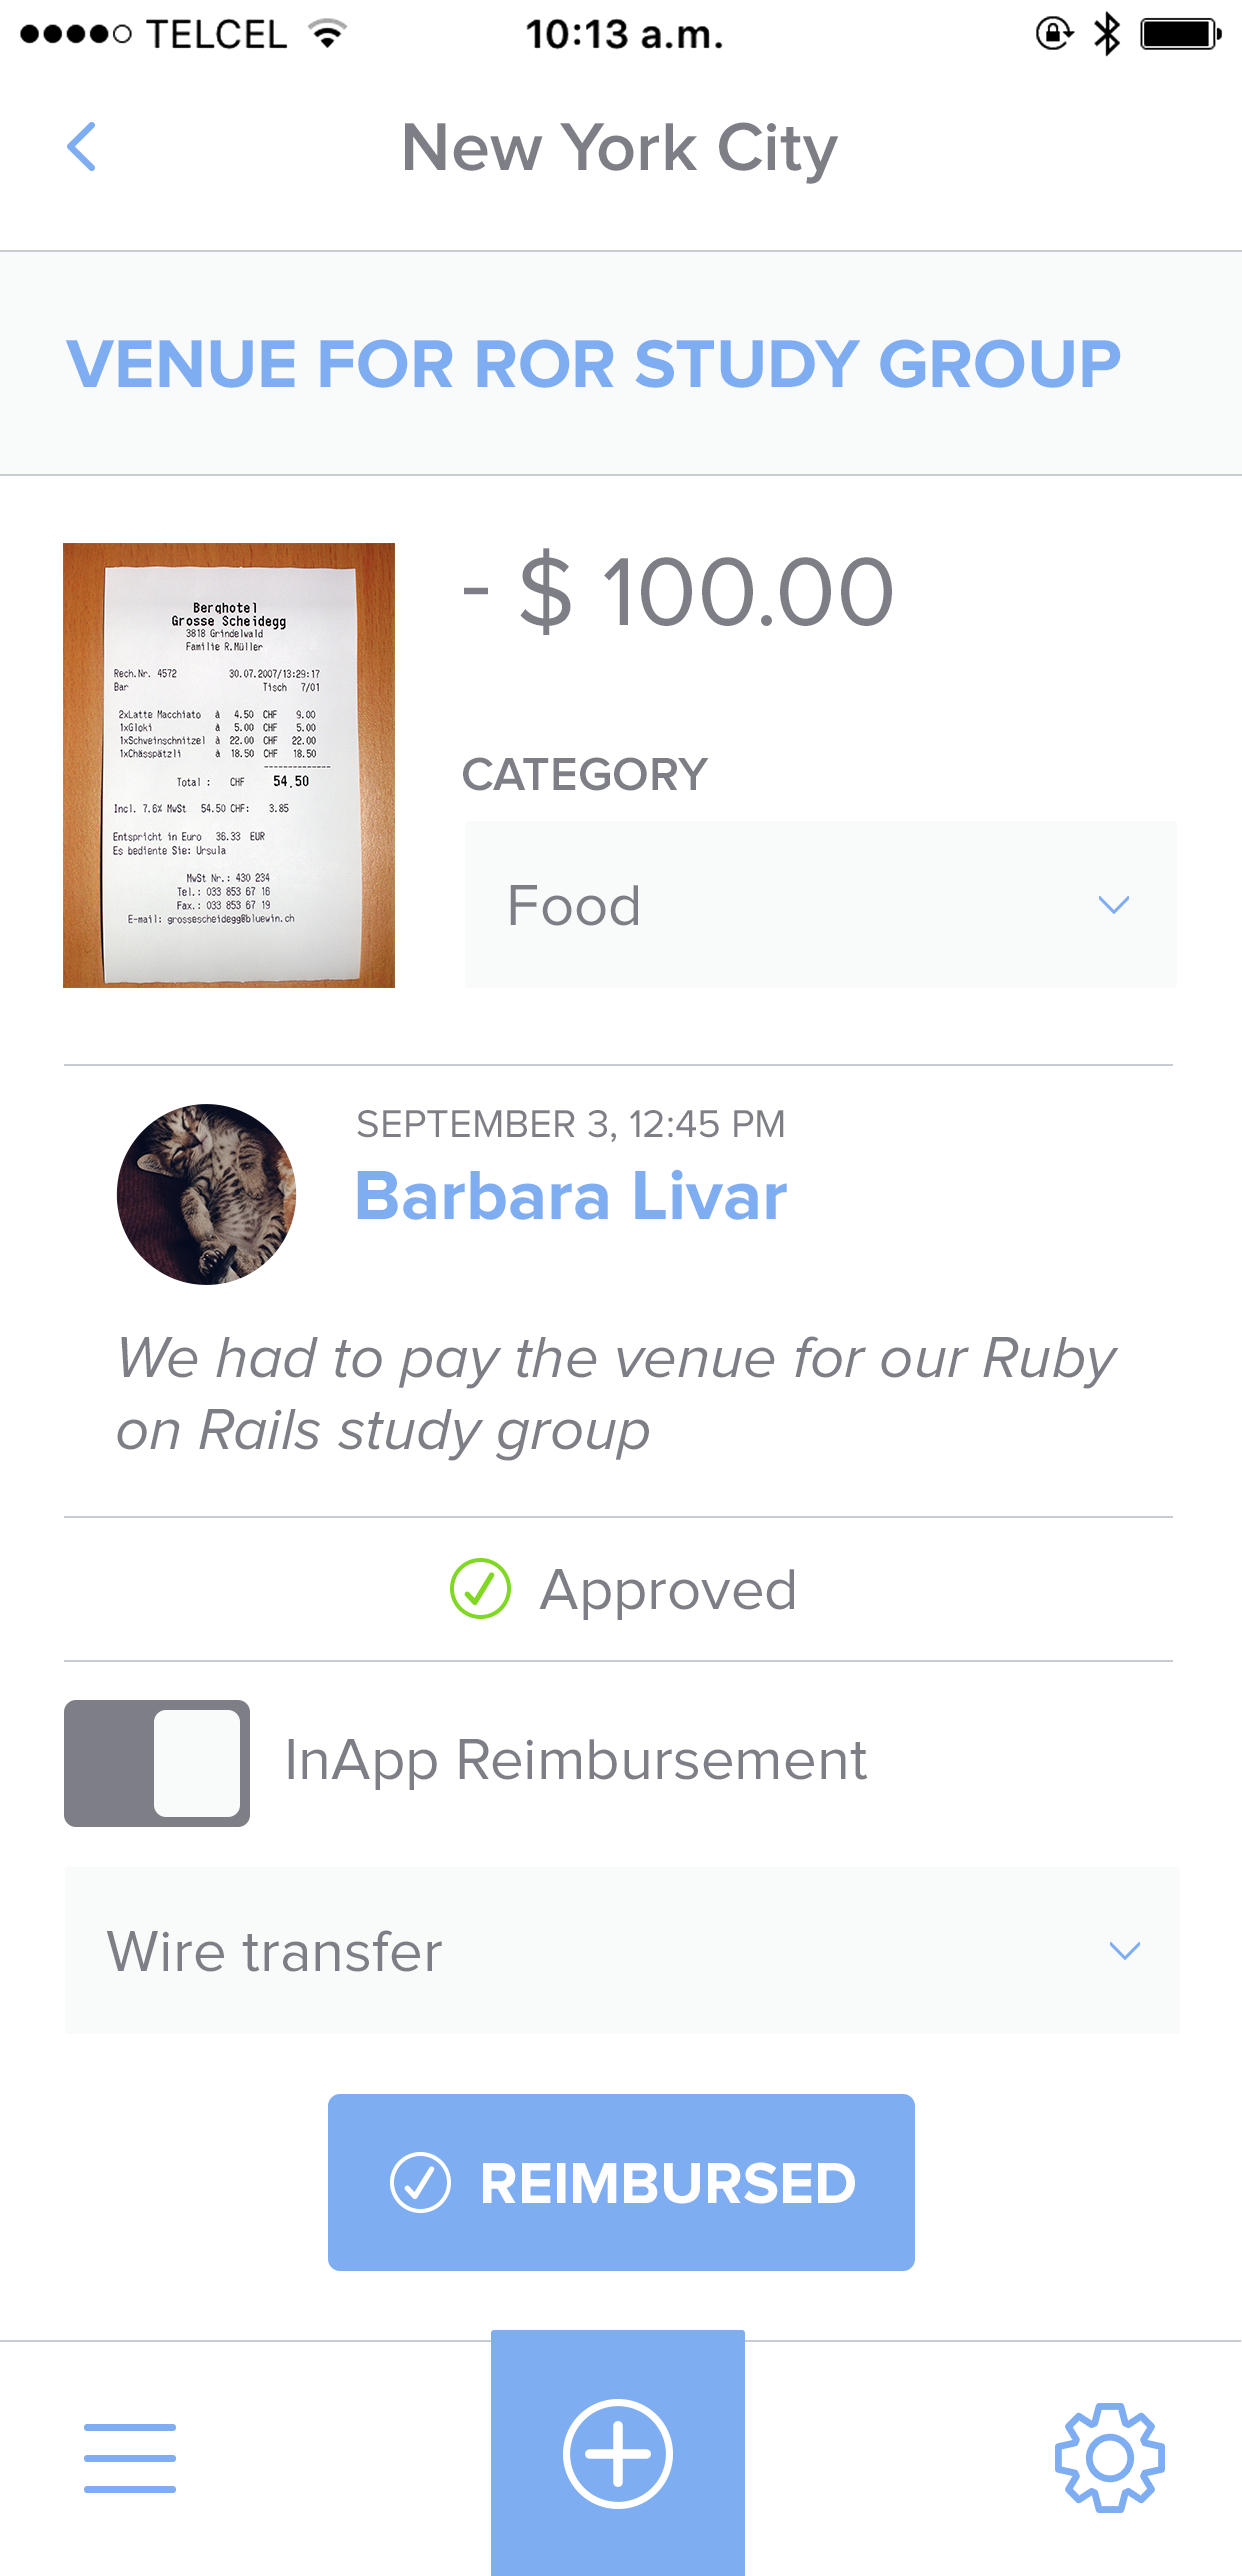 TELCEL 10:13 a.m.
New York City
VENUE FOR ROR STUDY GROUP
- $ 100.00
Berghotel
Grosse Scheidegg
3818 Grindelwald
Familie R.Müller
Rech.Nr. 4572 30.07.2007/13:29:17
Bar Tisch 7/01
2xLatte Macchiato à 4.50 CHF 9.00
1xGloki à 5.00 CHF 5.00
1xSchweinschnitzel à 22.00 CHF 22.00
1xChässpätzli à 18.50 CHF 18.50
Total : CHF 54.50
Incl. 7.6% MwSt 54.50 CHF: 3.85
Entspricht in Euro 36.33 EUR
Es bediente Sie: Ursula
MwSt Nr.: 430 234
Tel.: 033 853 67 16
Fax.: 033 853 67 19
E-mail: grossescheidegg@bluewin.ch
CATEGORY
Food
SEPTEMBER 3, 12:45 PM
Barbara Livar
We had to pay the venue for our Ruby
on Rails study group
Approved
InApp Reimbursement
Wire transfer
REIMBURSED